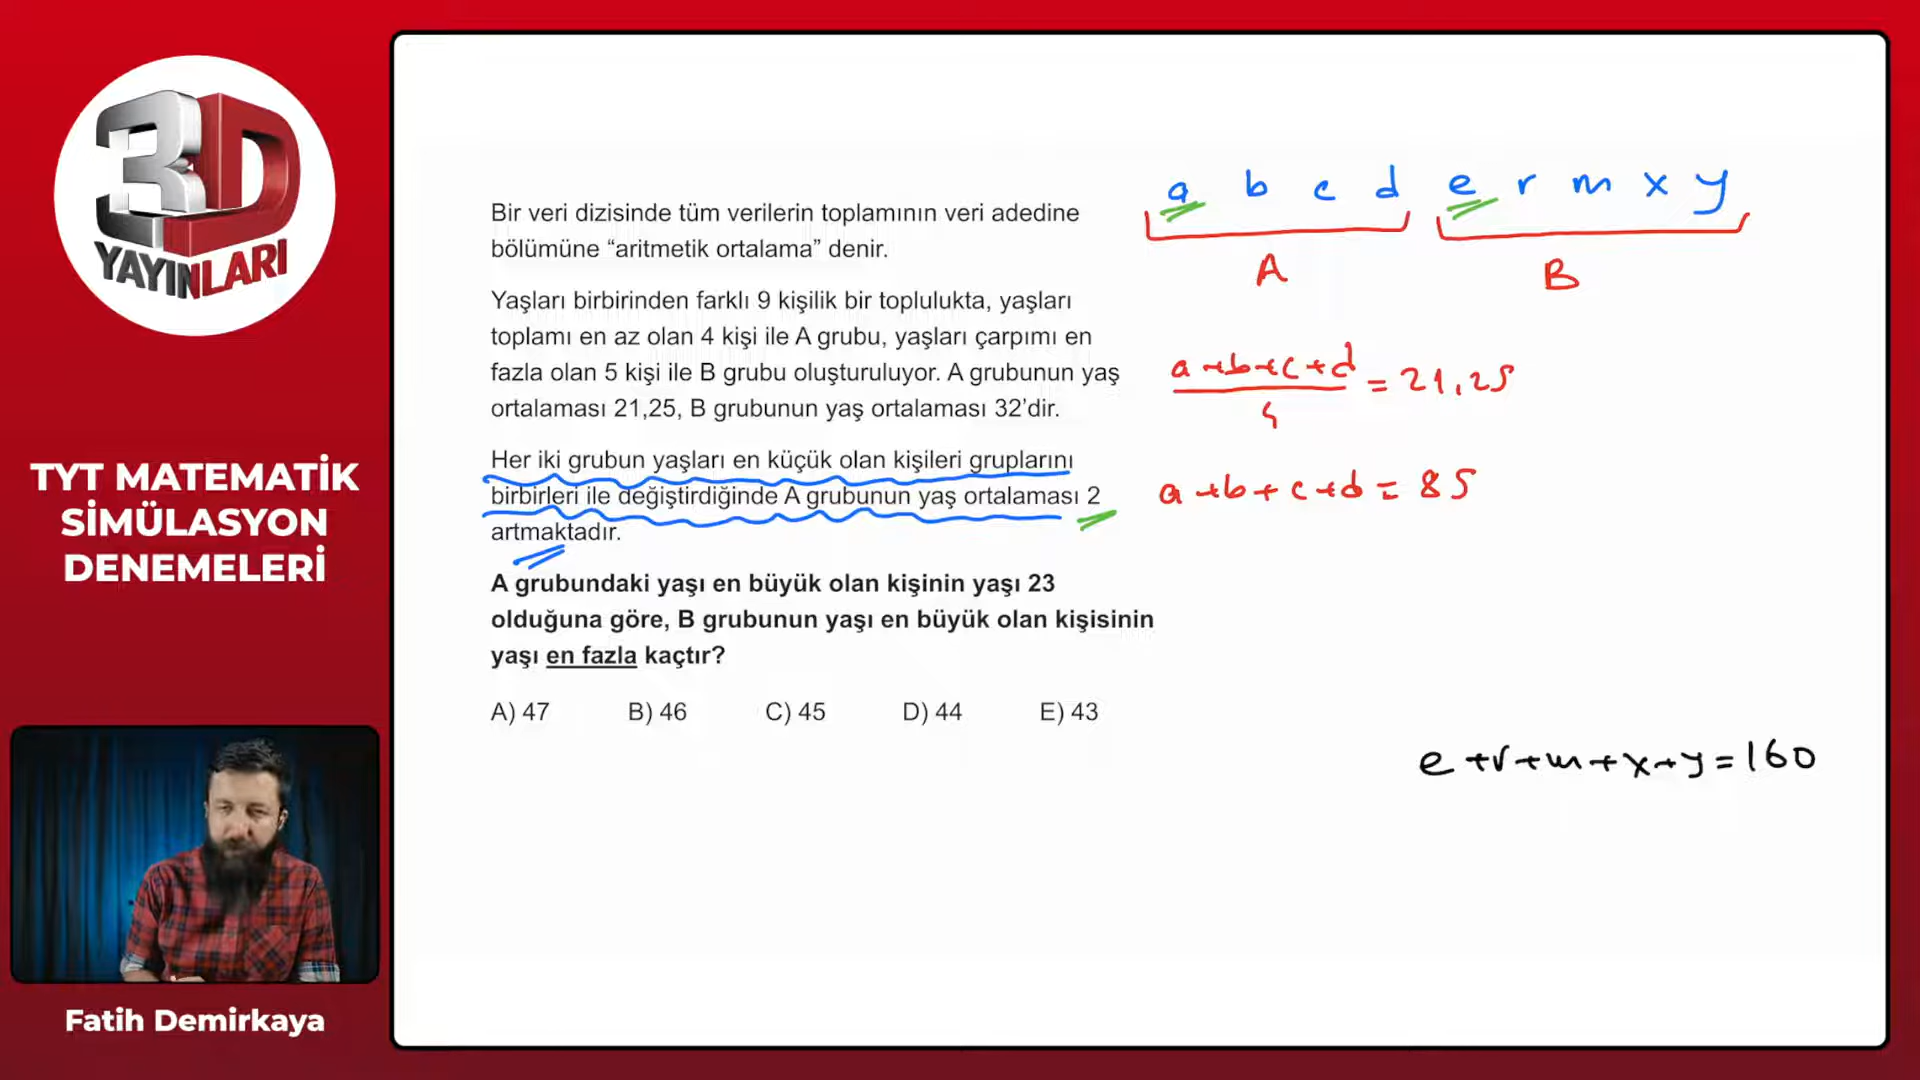 3D
YAYINLARI
TYT MATEMATİK
SİMÜLASYON
DENEMELERİ
Fatih Demirkaya
Bir veri dizisinde tüm verilerin toplamının veri adedine
bölümüne “aritmetik ortalama” denir.
Yaşları birbirinden farklı 9 kişilik bir toplulukta, yaşları
toplamı en az olan 4 kişi ile A grubu, yaşları çarpımı en
fazla olan 5 kişi ile B grubu oluşturuluyor. A grubunun yaş
ortalaması 21,25, B grubunun yaş ortalaması 32’dir.
Her iki grubun yaşları en küçük olan kişileri gruplarını
birbirleri ile değiştirdiğinde A grubunun yaş ortalaması 2
artmaktadır.
A grubundaki yaşı en büyük olan kişinin yaşı 23
olduğuna göre, B grubunun yaşı en büyük olan kişisinin
yaşı en fazla kaçtır?
A) 47 B) 46 C) 45 D) 44 E) 43
a b c d e r m x y
A B
a+b+c+d
= 21,25
4
a+b+c+d = 85
e+r+m+x+y=160